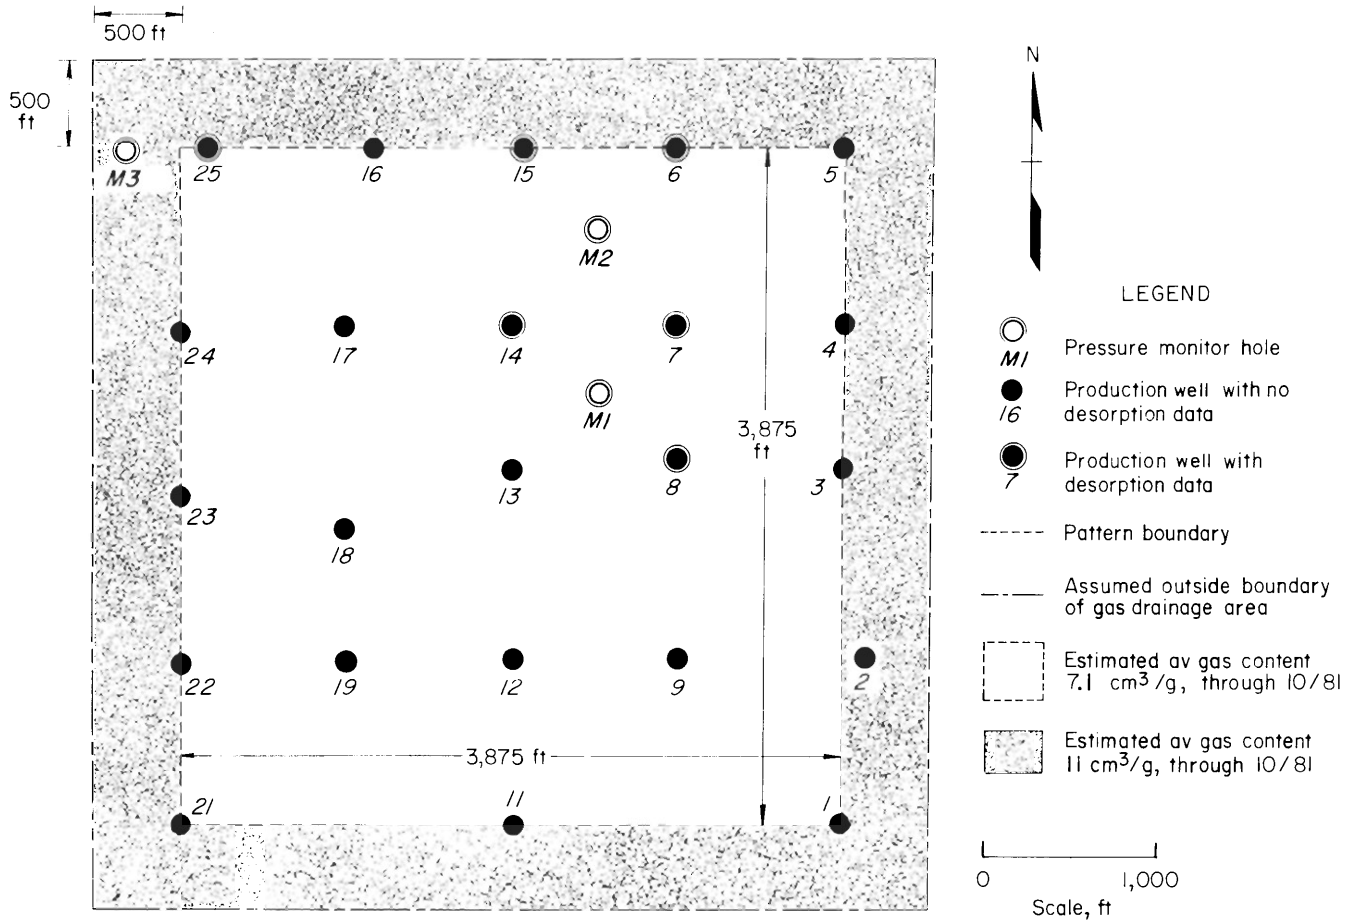 500 ft
500
ft
M3
25
16
15
6
5
M2
24
17
14
7
4
M1
3,875
ft
23
13
8
3
18
22
19
12
9
2
3,875 ft
21
11
1
N
LEGEND
M1
Pressure monitor hole
16
Production well with no
desorption data
7
Production well with
desorption data
Pattern boundary
Assumed outside boundary
of gas drainage area
Estimated av gas content
7.1 cm³/g, through 10/81
Estimated av gas content
11 cm³/g, through 10/81
0 1,000
Scale, ft